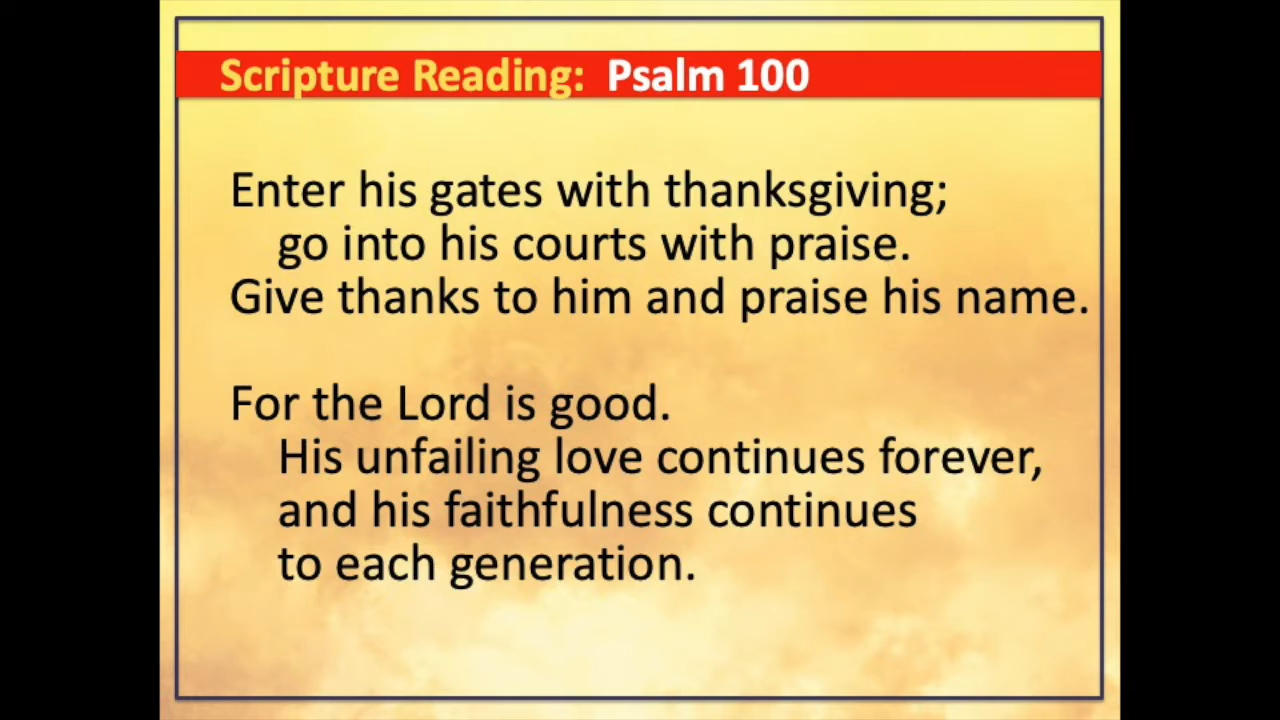 Scripture Reading: Psalm 100
Enter his gates with thanksgiving;
go into his courts with praise.
Give thanks to him and praise his name.
For the Lord is good.
His unfailing love continues forever,
and his faithfulness continues
to each generation.